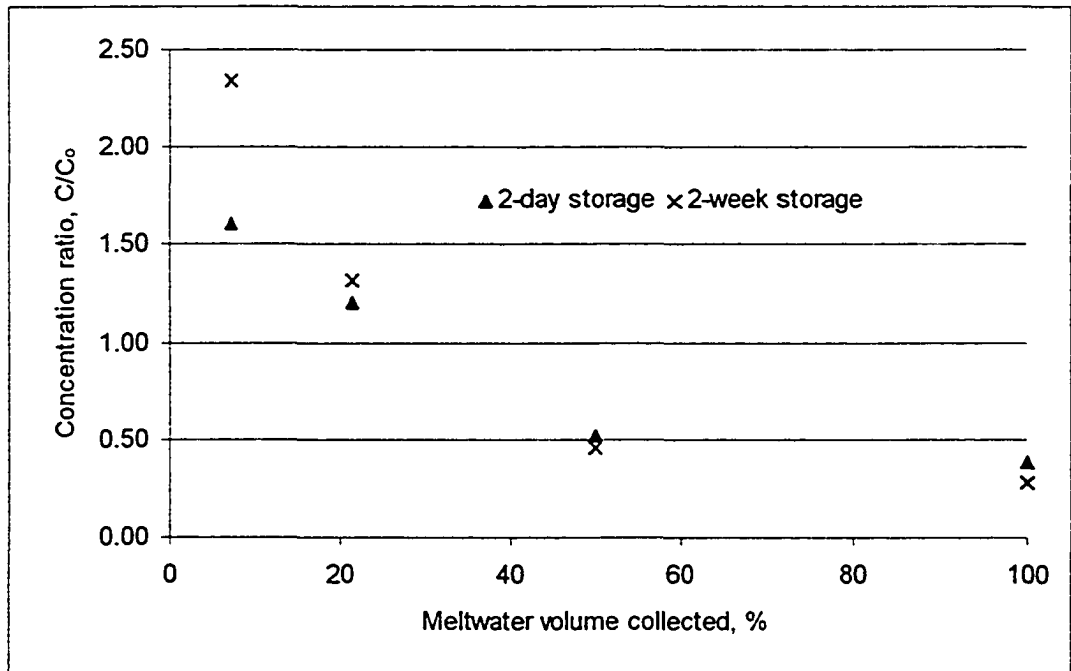 2.50
2.00
1.50
1.00
0.50
0.00
Concentration ratio, C/Co
▲ 2-day storage × 2-week storage
0 20 40 60 80 100
Meltwater volume collected, %